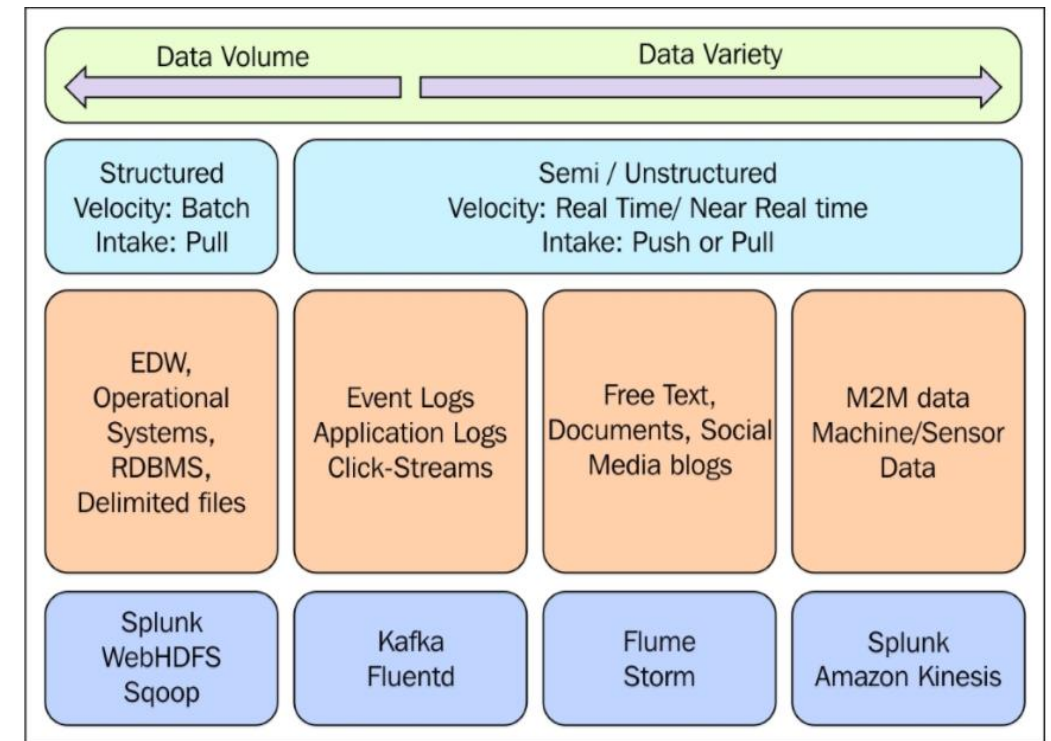 Data Volume
Data Variety
Structured
Velocity: Batch
Intake: Pull
Semi / Unstructured
Velocity: Real Time/ Near Real time
Intake: Push or Pull
EDW,
Operational
Systems,
RDBMS,
Delimited files
Event Logs
Application Logs
Click-Streams
Free Text,
Documents, Social
Media blogs
M2M data
Machine/Sensor
Data
Splunk
WebHDFS
Sqoop
Kafka
Fluentd
Flume
Storm
Splunk
Amazon Kinesis